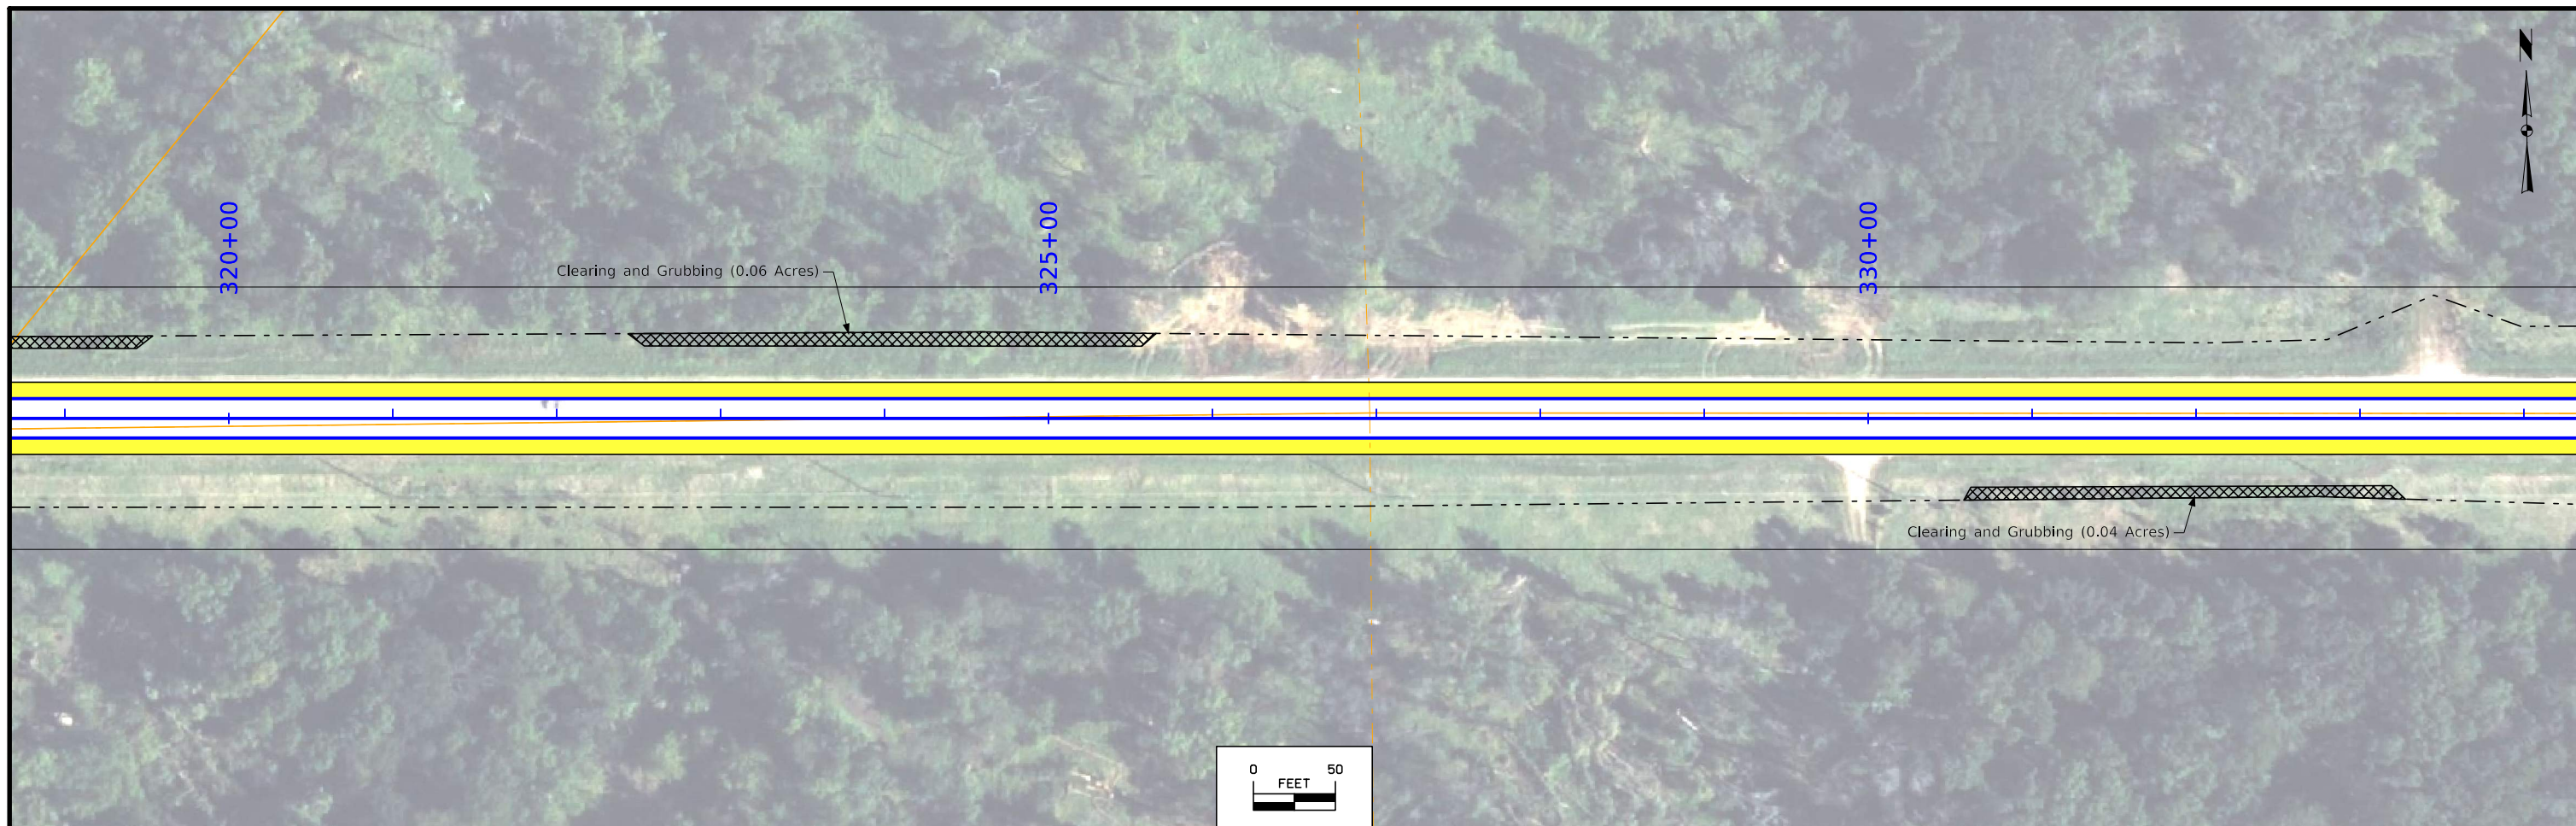 N
320+00
325+00
330+00
Clearing and Grubbing (0.06 Acres)
Clearing and Grubbing (0.04 Acres)
0 50
FEET